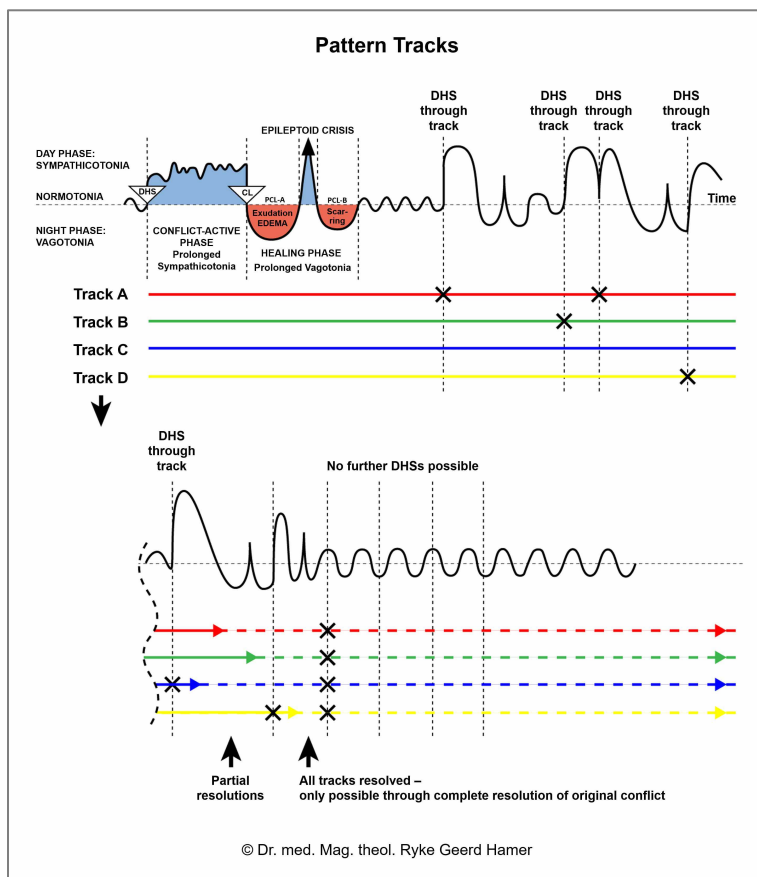 Pattern Tracks
DHS
through
track
DHS
through
track
DHS
through
track
DHS
through
track
EPILEPTOID CRISIS
DAY PHASE:
SYMPATHICOTONIA
NORMOTONIA
DHS
CL
PCL-A
PCL-B
Time
Exudation
EDEMA
Scar-
ring
NIGHT PHASE:
VAGOTONIA
CONFLICT-ACTIVE
PHASE
Prolonged
Sympathicotonia
HEALING PHASE
Prolonged Vagotonia
Track A
Track B
Track C
Track D
DHS
through
track
No further DHSs possible
Partial
resolutions
All tracks resolved –
only possible through complete resolution of original conflict
© Dr. med. Mag. theol. Ryke Geerd Hamer